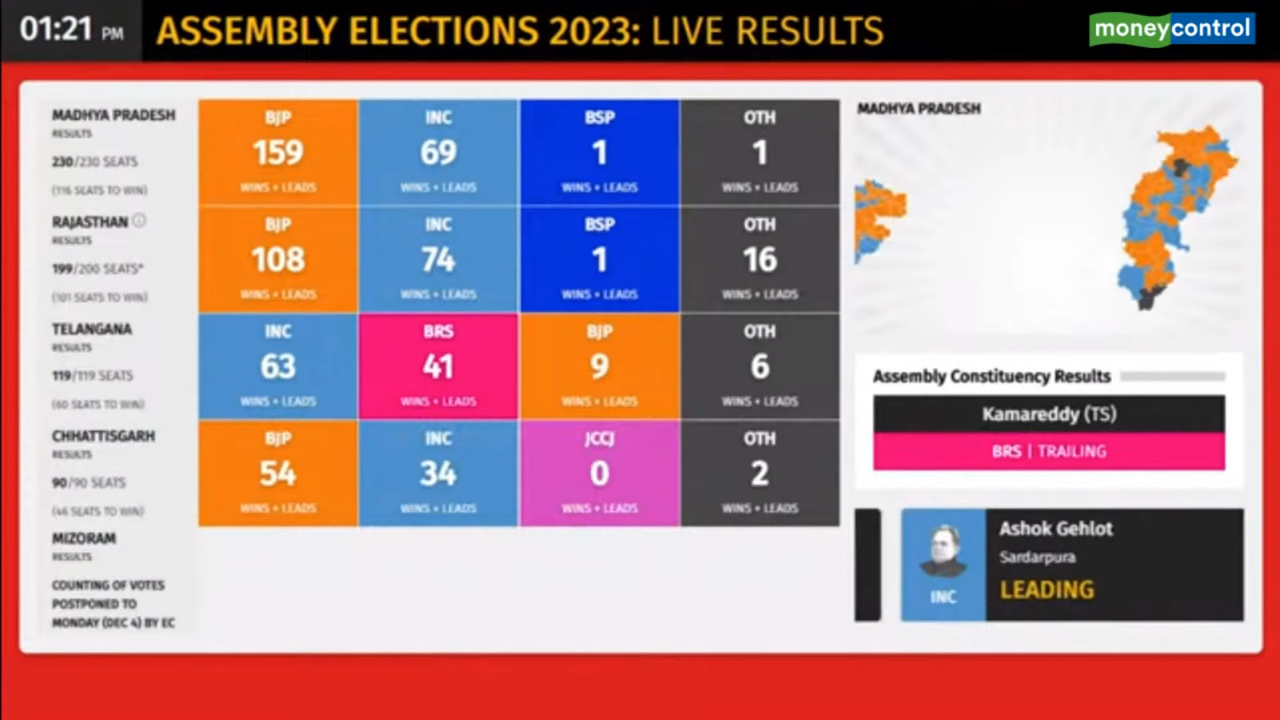 01:21 PM
ASSEMBLY ELECTIONS 2023: LIVE RESULTS
moneycontrol
MADHYA PRADESH
RESULTS
230/230 SEATS
(116 SEATS TO WIN)
BJP
159
WINS + LEADS
INC
69
WINS + LEADS
BSP
1
WINS + LEADS
OTH
1
WINS + LEADS
RAJASTHAN
RESULTS
199/200 SEATS*
(101 SEATS TO WIN)
BJP
108
WINS + LEADS
INC
74
WINS + LEADS
BSP
1
WINS + LEADS
OTH
16
WINS + LEADS
TELANGANA
RESULTS
119/119 SEATS
(60 SEATS TO WIN)
INC
63
WINS + LEADS
BRS
41
WINS + LEADS
BJP
9
WINS + LEADS
OTH
6
WINS + LEADS
CHHATTISGARH
RESULTS
90/90 SEATS
(46 SEATS TO WIN)
BJP
54
WINS + LEADS
INC
34
WINS + LEADS
JCCJ
0
WINS + LEADS
OTH
2
WINS + LEADS
MIZORAM
RESULTS
COUNTING OF VOTES
POSTPONED TO
MONDAY (DEC 4) BY EC
MADHYA PRADESH
Assembly Constituency Results
Kamareddy (TS)
BRS | TRAILING
INC
Ashok Gehlot
Sardarpura
LEADING